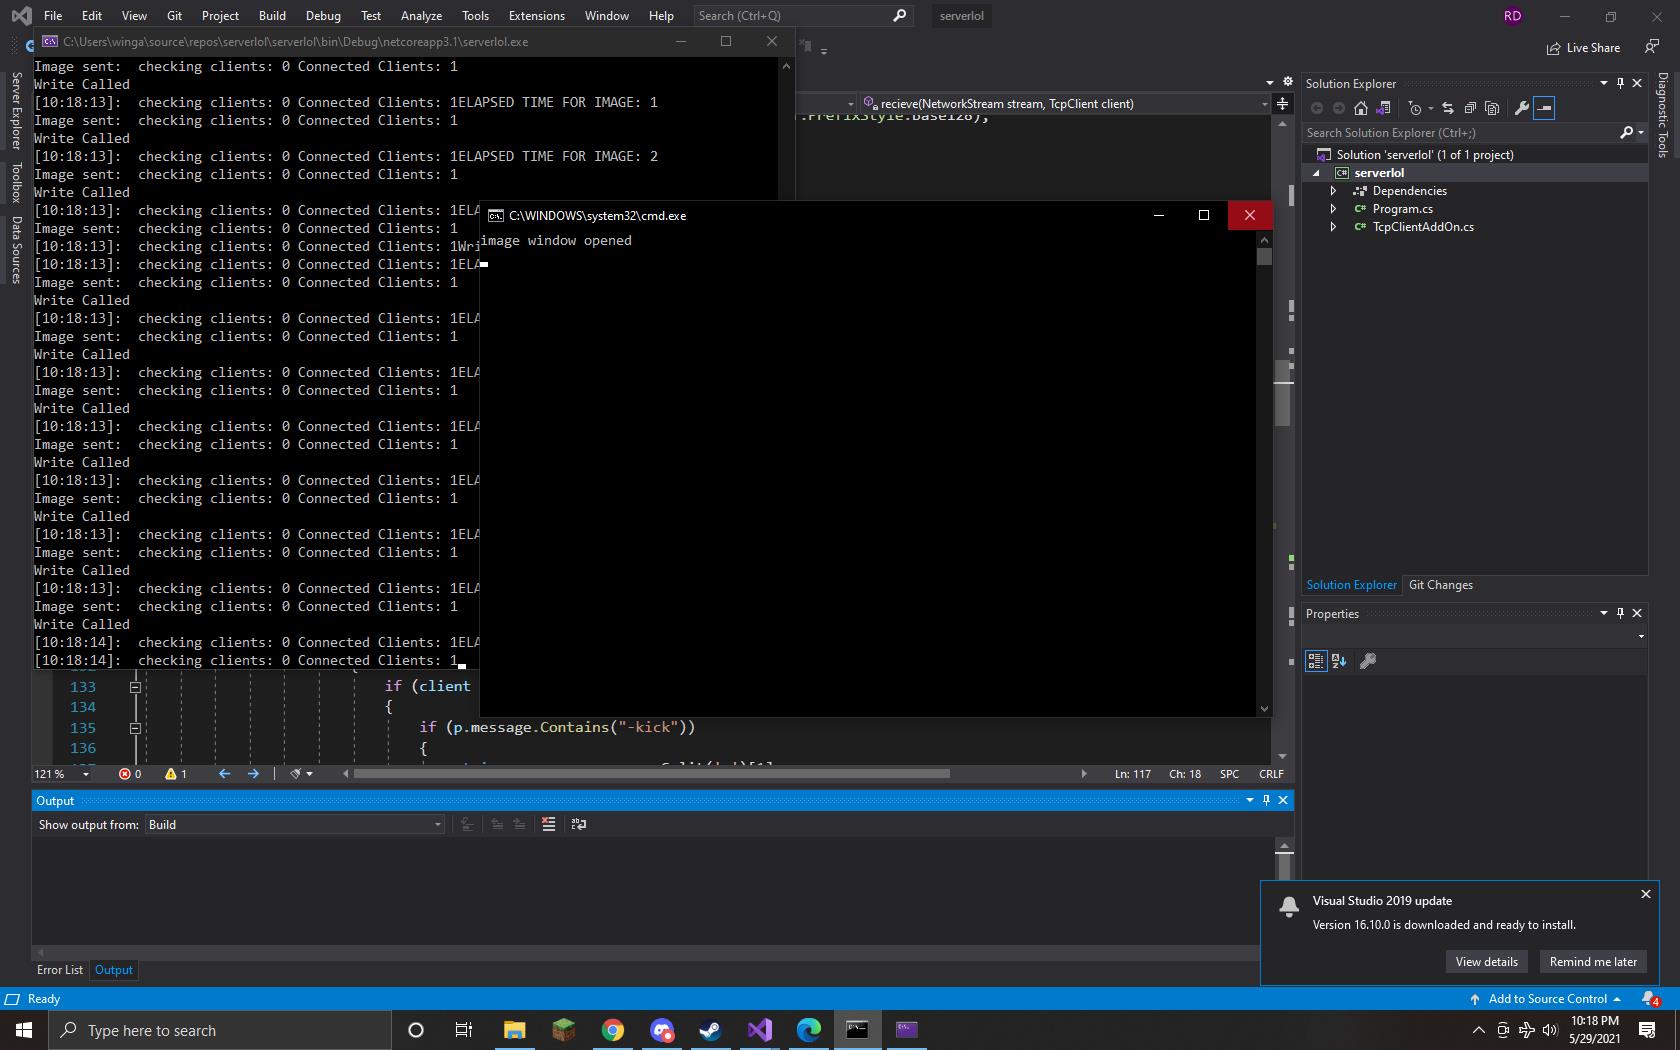 File Edit View Git Project Build Debug Test Analyze Tools Extensions Window Help Search (Ctrl+Q) serverlol RD
C:\Users\winga\source\repos\serverlol\serverlol\bin\Debug\netcoreapp3.1\serverlol.exe
Live Share
Image sent:  checking clients: 0 Connected Clients: 1
Write Called
[10:18:13]:  checking clients: 0 Connected Clients: 1ELAPSED TIME FOR IMAGE: 1
Image sent:  checking clients: 0 Connected Clients: 1
Write Called
[10:18:13]:  checking clients: 0 Connected Clients: 1ELAPSED TIME FOR IMAGE: 2
Image sent:  checking clients: 0 Connected Clients: 1
Write Called
[10:18:13]:  checking clients: 0 Connected Clients: 1ELA
Image sent:  checking clients: 0 Connected Clients: 1
[10:18:13]:  checking clients: 0 Connected Clients: 1Wri
[10:18:13]:  checking clients: 0 Connected Clients: 1ELA
Image sent:  checking clients: 0 Connected Clients: 1
Write Called
[10:18:13]:  checking clients: 0 Connected Clients: 1ELA
Image sent:  checking clients: 0 Connected Clients: 1
Write Called
[10:18:13]:  checking clients: 0 Connected Clients: 1ELA
Image sent:  checking clients: 0 Connected Clients: 1
Write Called
[10:18:13]:  checking clients: 0 Connected Clients: 1ELA
Image sent:  checking clients: 0 Connected Clients: 1
Write Called
[10:18:13]:  checking clients: 0 Connected Clients: 1ELA
Image sent:  checking clients: 0 Connected Clients: 1
Write Called
[10:18:13]:  checking clients: 0 Connected Clients: 1ELA
Image sent:  checking clients: 0 Connected Clients: 1
Write Called
[10:18:13]:  checking clients: 0 Connected Clients: 1ELA
Image sent:  checking clients: 0 Connected Clients: 1
Write Called
[10:18:14]:  checking clients: 0 Connected Clients: 1ELA
[10:18:14]:  checking clients: 0 Connected Clients: 1
recieve(NetworkStream stream, TcpClient client)
.PrefixStyle.Base128);
C:\WINDOWS\system32\cmd.exe
image window opened
133 if (client
134 {
135 if (p.message.Contains("-kick"))
136 {
121 % 0 1 Ln: 117 Ch: 18 SPC CRLF
Server Explorer
Toolbox
Data Sources
Diagnostic Tools
Solution Explorer
Search Solution Explorer (Ctrl+;)
Solution 'serverlol' (1 of 1 project)
serverlol
Dependencies
Program.cs
TcpClientAddOn.cs
Solution Explorer Git Changes
Properties
Output
Show output from: Build
Error List Output
Visual Studio 2019 update
Version 16.10.0 is downloaded and ready to install.
View details Remind me later
Ready Add to Source Control 4
Type here to search
10:18 PM
5/29/2021